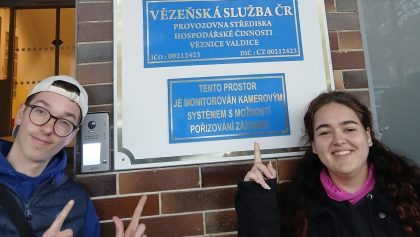 VĚZEŇSKÁ SLUŽBA ČR
PROVOZOVNA STŘEDISKA
HOSPODÁŘSKÉ ČINNOSTI
VĚZNICE VALDICE
IČO: 00212423 DIČ: CZ 00212423
TENTO PROSTOR
JE MONITOROVÁN KAMEROVÝM
SYSTÉMEM S MOŽNOSTÍ
POŘIZOVÁNÍ ZÁZNAMU